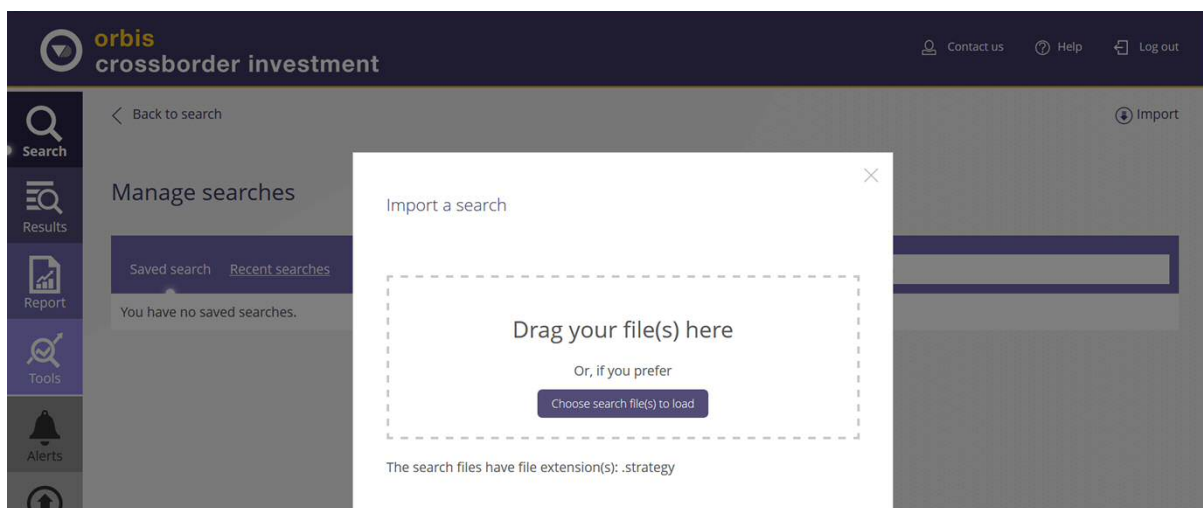 orbis
crossborder investment
Contact us
Help
Log out
Search
Results
Report
Tools
Alerts
Back to search
Import
Manage searches
Saved search
Recent searches
You have no saved searches.
Import a search
Drag your file(s) here
Or, if you prefer
Choose search file(s) to load
The search files have file extension(s): .strategy